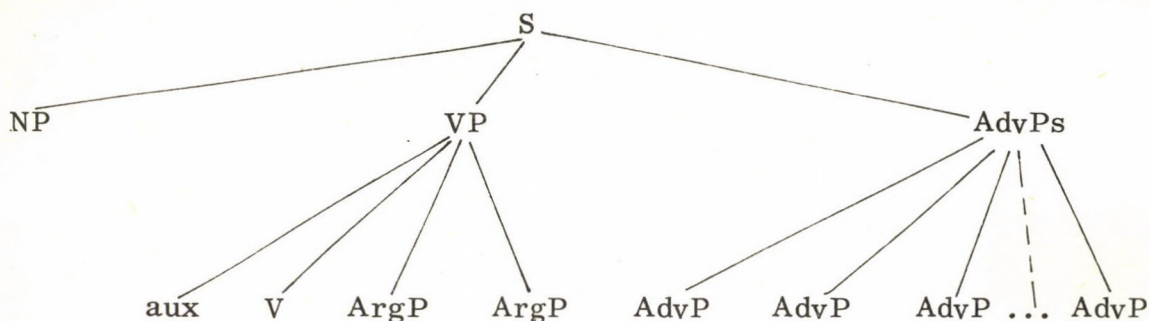 S
NP VP AdvPs
aux V ArgP ArgP AdvP AdvP AdvP ... AdvP